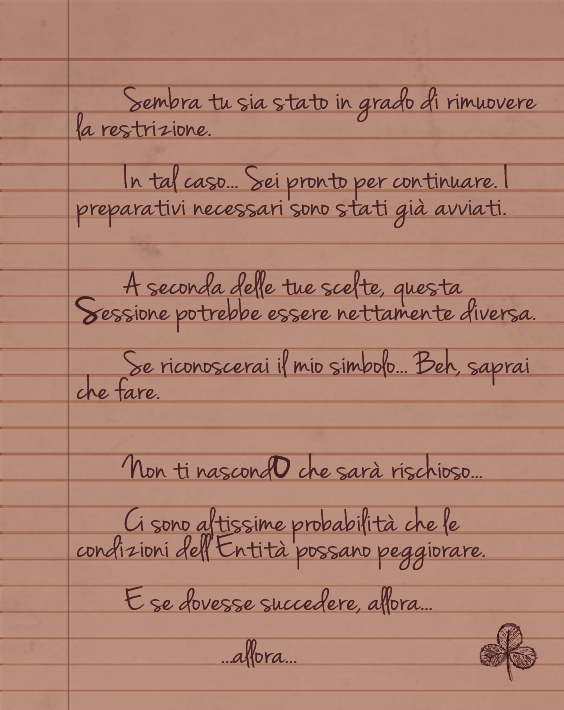 Sembra tu sia stato in grado di rimuovere
la restrizione.
In tal caso... Sei pronto per continuare. I
preparativi necessari sono stati già avviati.
A seconda delle tue scelte, questa
Sessione potrebbe essere nettamente diversa.
Se riconoscerai il mio simbolo... Beh, saprai
che fare.
Non ti nascondO che sarà rischioso...
Ci sono altissime probabilità che le
condizioni dell'Entità possano peggiorare.
E se dovesse succedere, allora...
...allora...